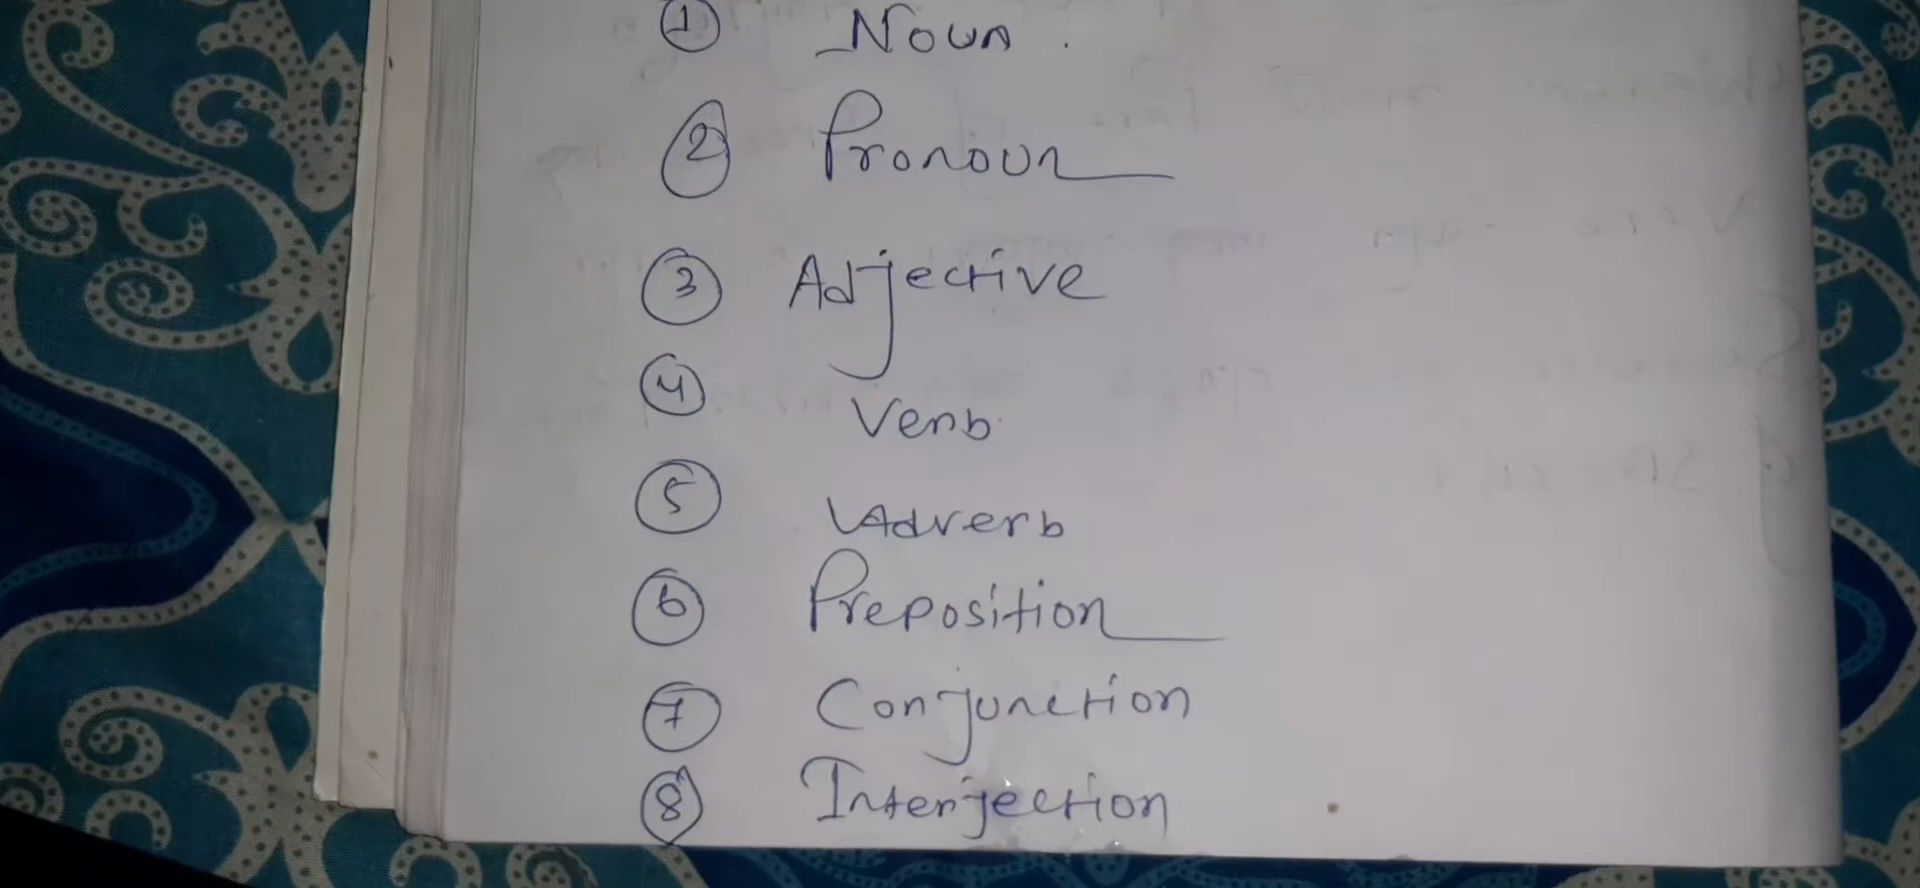 ① Noun .
② Pronoun
③ Adjective
④ Verb
⑤ Adverb
⑥ Preposition
⑦ Conjunction
⑧ Interjection